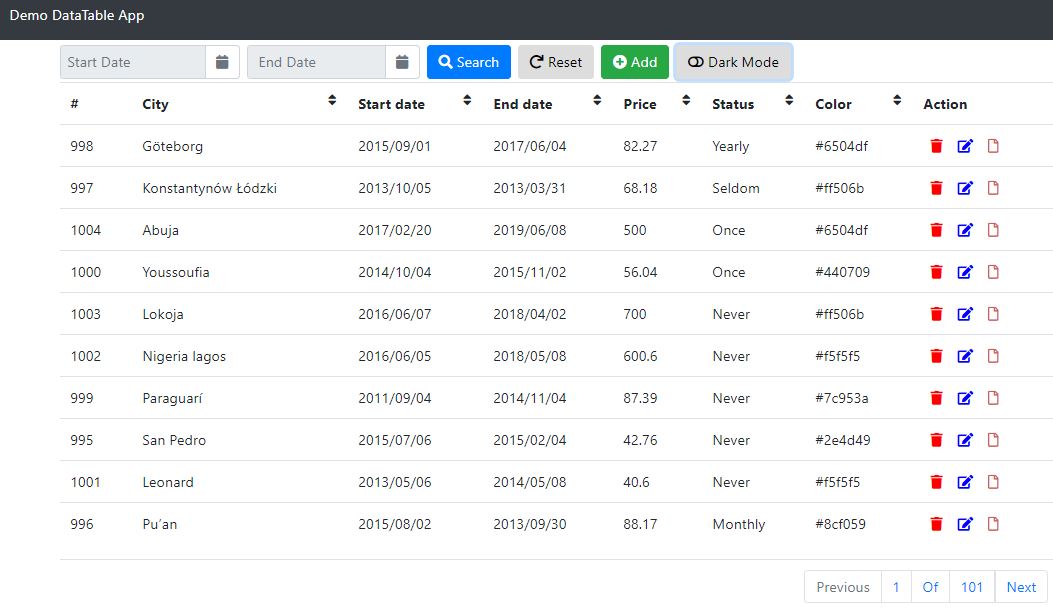 Demo DataTable App
Start Date End Date Search Reset Add Dark Mode
# City Start date End date Price Status Color Action
998 Göteborg 2015/09/01 2017/06/04 82.27 Yearly #6504df
997 Konstantynów Łódzki 2013/10/05 2013/03/31 68.18 Seldom #ff506b
1004 Abuja 2017/02/20 2019/06/08 500 Once #6504df
1000 Youssoufia 2014/10/04 2015/11/02 56.04 Once #440709
1003 Lokoja 2016/06/07 2018/04/02 700 Never #ff506b
1002 Nigeria lagos 2016/06/05 2018/05/08 600.6 Never #f5f5f5
999 Paraguarí 2011/09/04 2014/11/04 87.39 Never #7c953a
995 San Pedro 2015/07/06 2015/02/04 42.76 Never #2e4d49
1001 Leonard 2013/05/06 2014/05/08 40.6 Never #f5f5f5
996 Pu’an 2015/08/02 2013/09/30 88.17 Monthly #8cf059
Previous 1 Of 101 Next